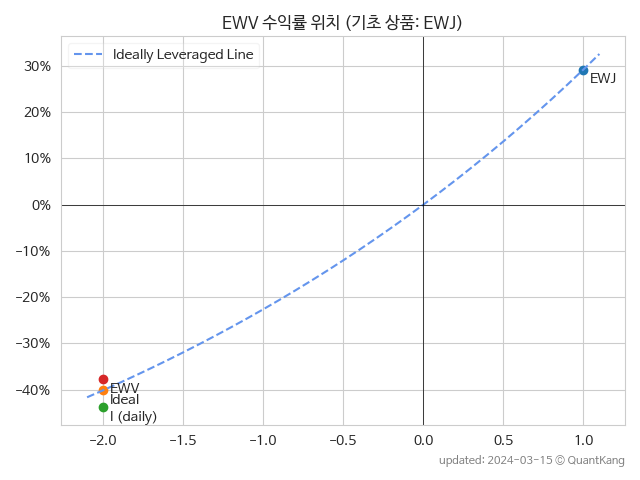 EWV 수익률 위치 (기초 상품: EWJ)
Ideally Leveraged Line
30%
20%
10%
0%
-10%
-20%
-30%
-40%
EWJ
EWV
Ideal
I (daily)
-2.0
-1.5
-1.0
-0.5
0.0
0.5
1.0
updated: 2024-03-15 © QuantKang